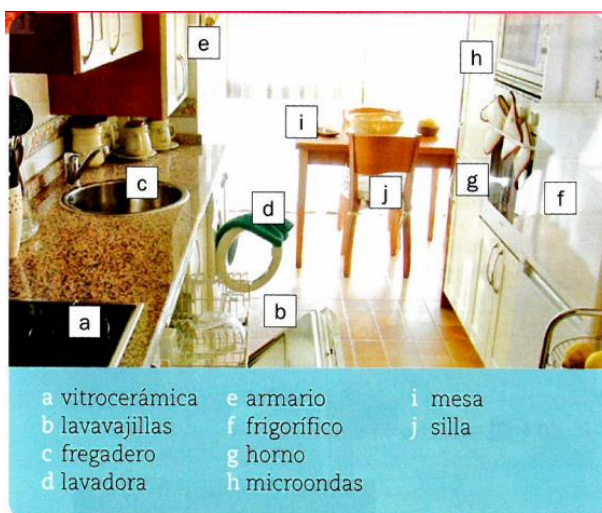 e
h
i
c
j
g
f
d
b
a
a vitrocerámica
b lavavajillas
c fregadero
d lavadora
e armario
f frigorífico
g horno
h microondas
i mesa
j silla